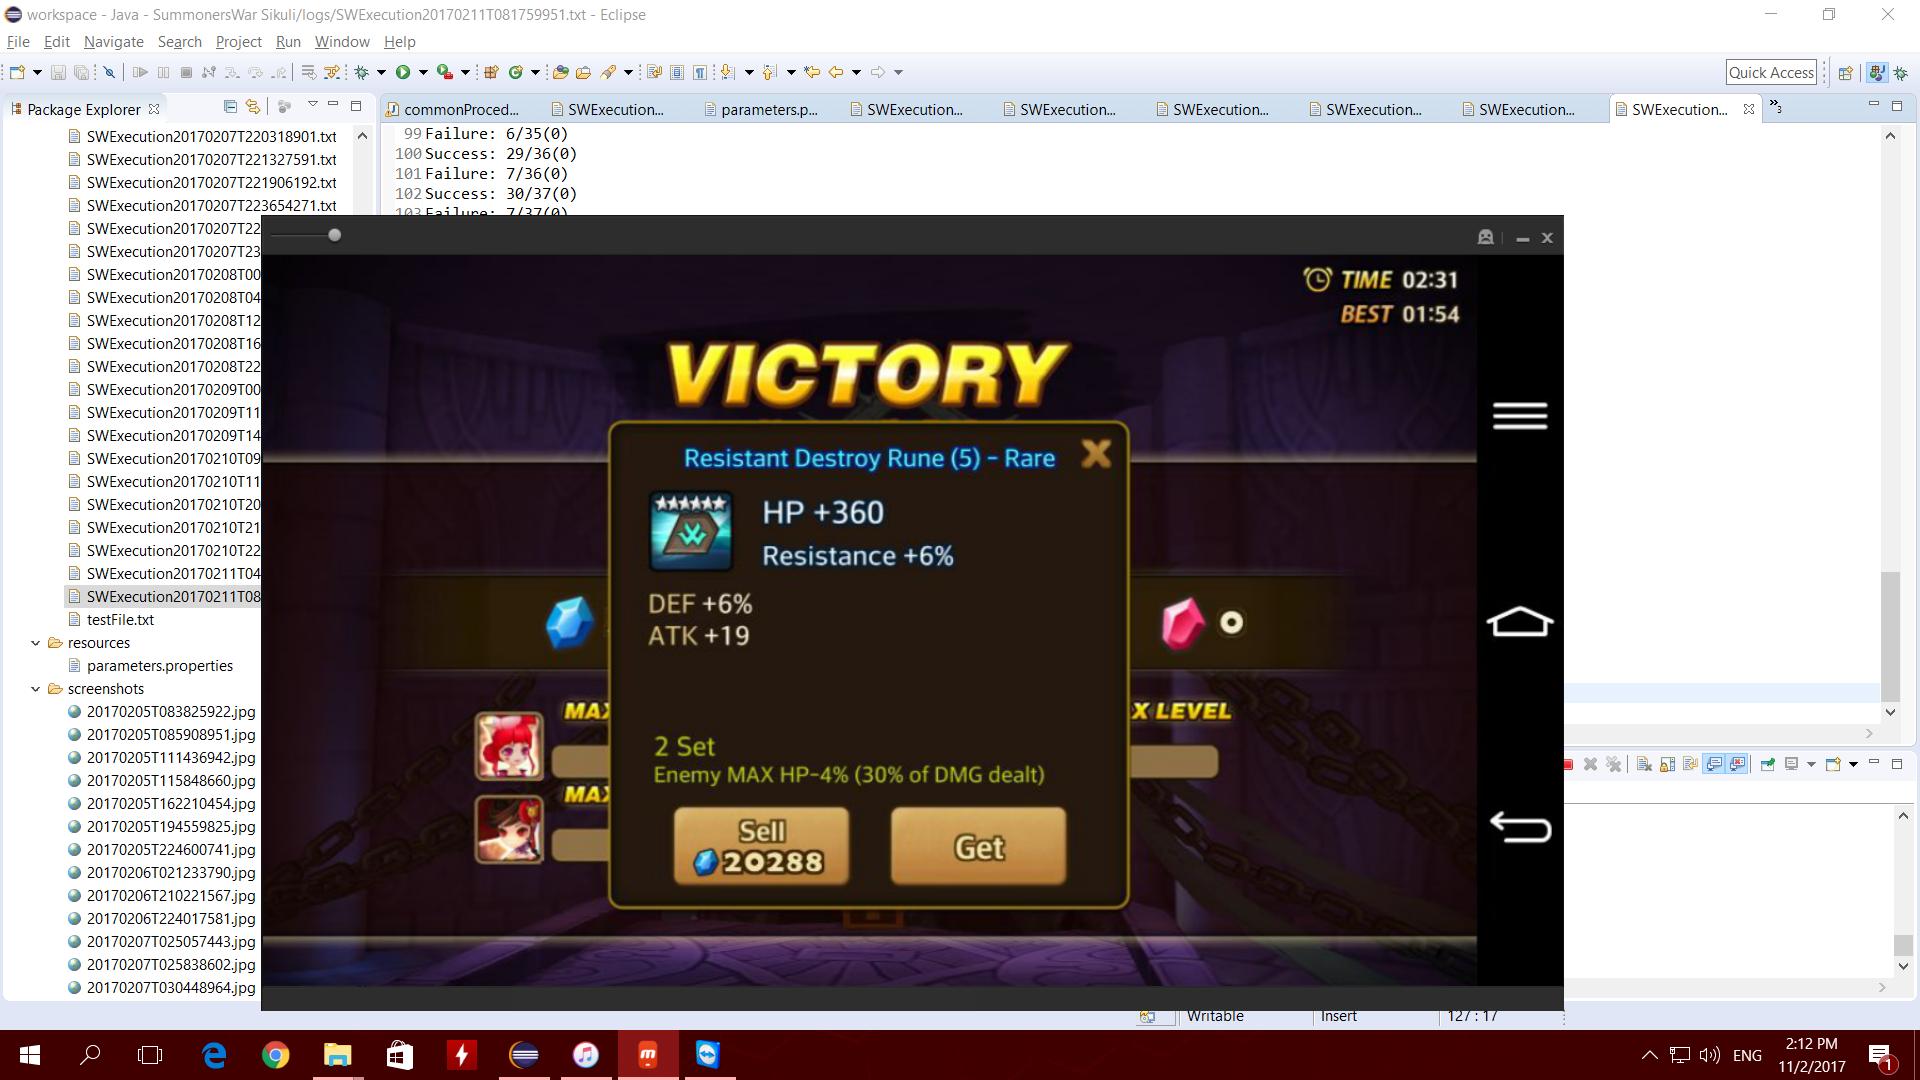 workspace - Java - SummonersWar Sikuli/logs/SWExecution20170211T081759951.txt - Eclipse
File Edit Navigate Search Project Run Window Help
Quick Access
Package Explorer
commonProced...
SWExecution...
parameters.p...
SWExecution...
SWExecution...
SWExecution...
SWExecution...
SWExecution...
SWExecution...
3
SWExecution20170207T220318901.txt
SWExecution20170207T221327591.txt
SWExecution20170207T221906192.txt
SWExecution20170207T223654271.txt
SWExecution20170207T22
SWExecution20170207T23
SWExecution20170208T00
SWExecution20170208T04
SWExecution20170208T12
SWExecution20170208T16
SWExecution20170208T22
SWExecution20170209T00
SWExecution20170209T11
SWExecution20170209T14
SWExecution20170210T09
SWExecution20170210T11
SWExecution20170210T20
SWExecution20170210T21
SWExecution20170210T22
SWExecution20170211T04
SWExecution20170211T08
testFile.txt
resources
parameters.properties
screenshots
20170205T083825922.jpg
20170205T085908951.jpg
20170205T111436942.jpg
20170205T115848660.jpg
20170205T162210454.jpg
20170205T194559825.jpg
20170205T224600741.jpg
20170206T021233790.jpg
20170206T210221567.jpg
20170206T224017581.jpg
20170207T025057443.jpg
20170207T025838602.jpg
20170207T030448964.jpg
99 Failure: 6/35(0)
100 Success: 29/36(0)
101 Failure: 7/36(0)
102 Success: 30/37(0)
103 Failure: 7/37(0)
TIME 02:31
BEST 01:54
VICTORY
Resistant Destroy Rune (5) - Rare
HP +360
Resistance +6%
DEF +6%
ATK +19
0
MAX
X LEVEL
MAX
2 Set
Enemy MAX HP-4% (30% of DMG dealt)
Sell
20288
Get
Writable
Insert
127 : 17
ENG
2:12 PM
11/2/2017
1